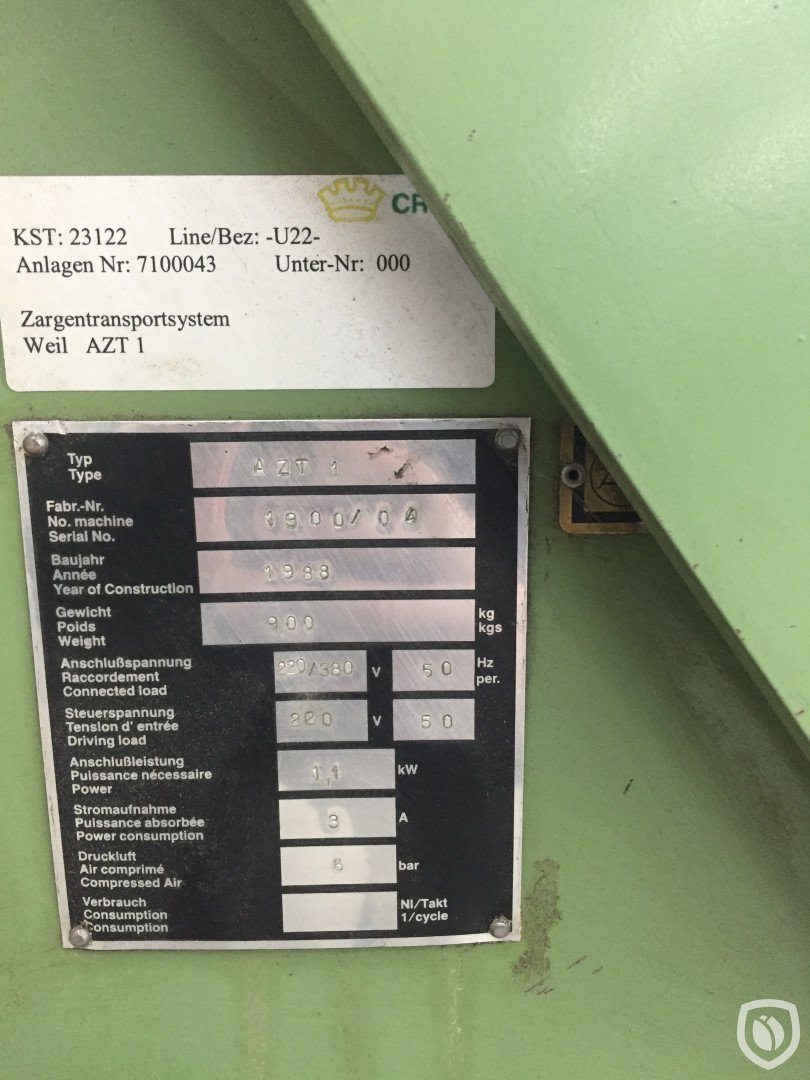 CR
KST: 23122 Line/Bez: -U22-
Anlagen Nr: 7100043 Unter-Nr: 000
Zargentransportsystem
Weil AZT 1
Typ
Type
AZT 1
Fabr.-Nr.
No. machine
Serial No.
1900/04
Baujahr
Année
Year of Construction
1988
Gewicht
Poids
Weight
900
kg
kgs
Anschlußspannung
Raccordement
Connected load
220/380 V 50
Hz
per.
Steuerspannung
Tension d' entrée
Driving load
220 V 50
Anschlußleistung
Puissance nécessaire
Power
1,1 kW
Stromaufnahme
Puissance absorbée
Power consumption
3 A
Druckluft
Air comprimé
Compressed Air
6 bar
Verbrauch
Consumption
Consumption
Nl/Takt
1/cycle